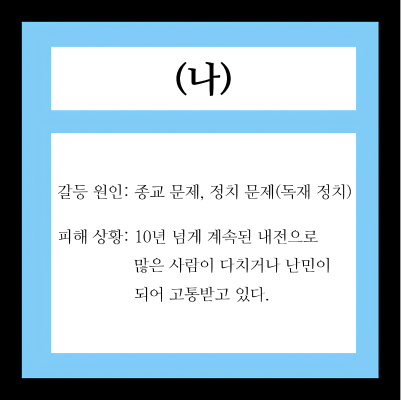 (나)
갈등 원인: 종교 문제, 정치 문제(독재 정치)
피해 상황: 10년 넘게 계속된 내전으로
많은 사람이 다치거나 난민이
되어 고통받고 있다.